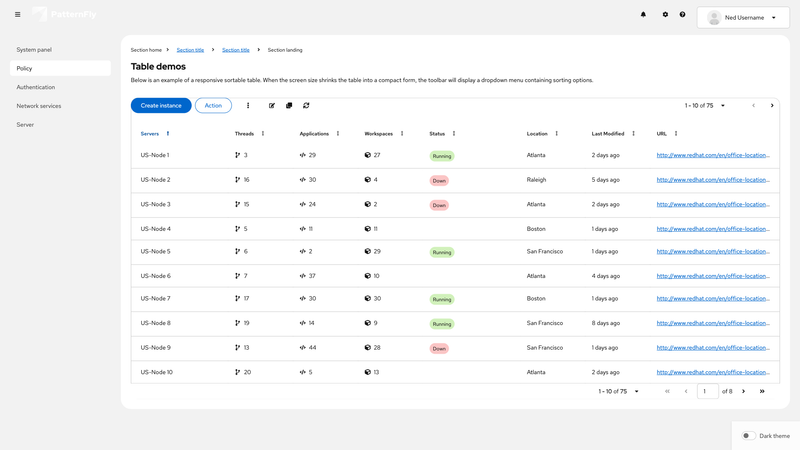 PatternFly
Ned Username
System panel
Policy
Authentication
Network services
Server
Section home Section title Section title Section landing
Table demos
Below is an example of a responsive sortable table. When the screen size shrinks the table into a compact form, the toolbar will display a dropdown menu containing sorting options.
Create instance Action 1 - 10 of 75
Servers Threads Applications Workspaces Status Location Last Modified URL
US-Node 1 3 29 27 Running Atlanta 2 days ago http://www.redhat.com/en/office-location...
US-Node 2 16 30 4 Down Raleigh 5 days ago http://www.redhat.com/en/office-location...
US-Node 3 15 24 2 Down Atlanta 2 days ago http://www.redhat.com/en/office-location...
US-Node 4 5 11 11 Boston 1 days ago http://www.redhat.com/en/office-location...
US-Node 5 6 2 29 Running San Francisco 1 days ago http://www.redhat.com/en/office-location...
US-Node 6 7 37 10 Atlanta 4 days ago http://www.redhat.com/en/office-location...
US-Node 7 17 30 30 Running Boston 1 days ago http://www.redhat.com/en/office-location...
US-Node 8 19 14 9 Running San Francisco 8 days ago http://www.redhat.com/en/office-location...
US-Node 9 13 44 28 Down San Francisco 1 days ago http://www.redhat.com/en/office-location...
US-Node 10 20 5 13 Atlanta 2 days ago http://www.redhat.com/en/office-location...
1 - 10 of 75 1 of 8
Dark theme